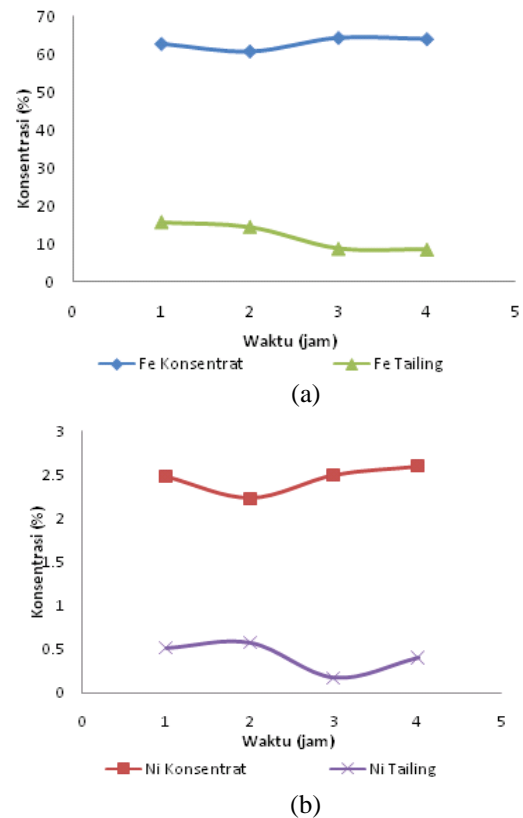 70
60
50
40
30
20
10
0
Konsentrasi (%)
0 1 2 3 4 5
Waktu (jam)
Fe Konsentrat Fe Tailing
(a)
3
2.5
2
1.5
1
0.5
0
Konsentrasi (%)
0 1 2 3 4 5
Waktu (jam)
Ni Konsentrat Ni Tailing
(b)